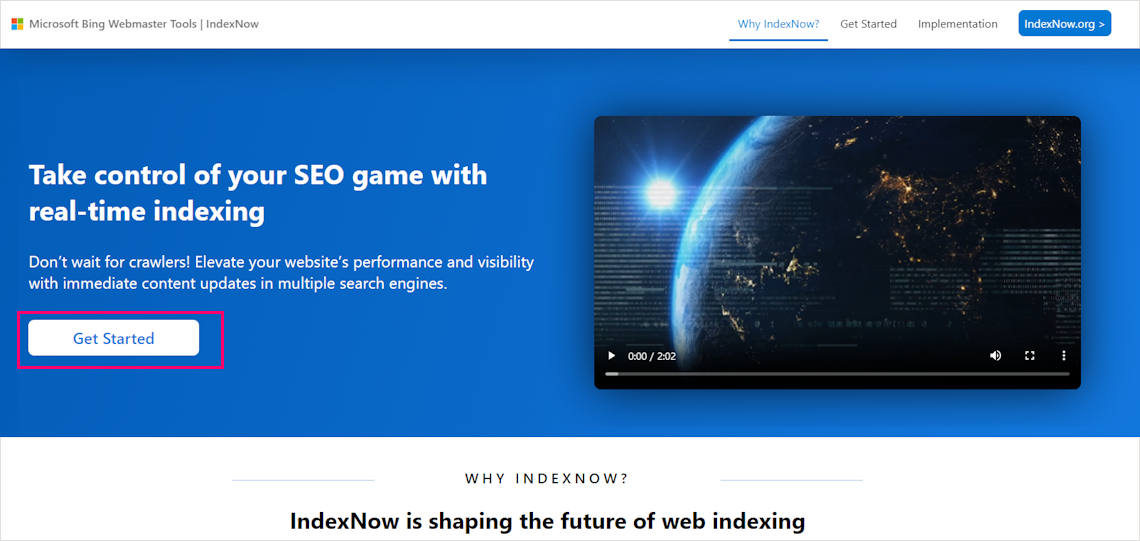 Microsoft Bing Webmaster Tools | IndexNow
Why IndexNow?
Get Started
Implementation
IndexNow.org >
Take control of your SEO game with
real-time indexing
Don’t wait for crawlers! Elevate your website’s performance and visibility
with immediate content updates in multiple search engines.
Get Started
0:00 / 2:02
WHY INDEXNOW?
IndexNow is shaping the future of web indexing